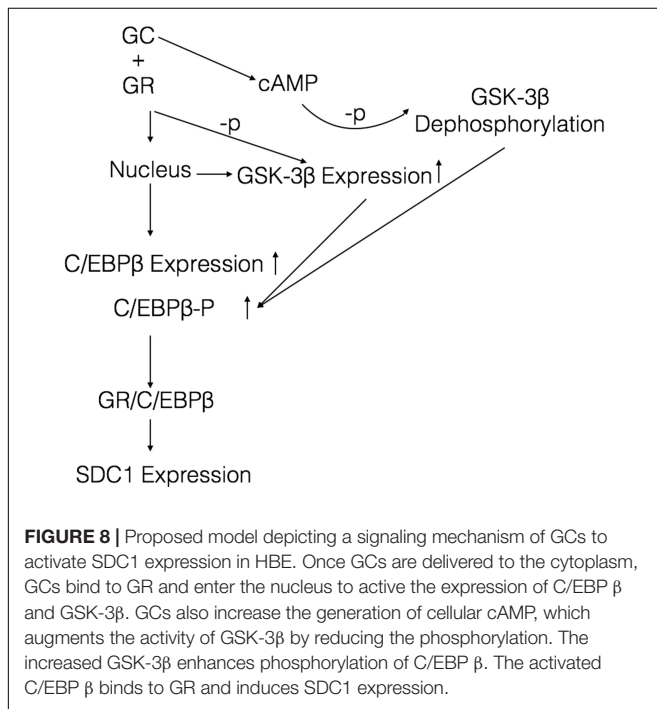 GC
+
GR
cAMP
GSK-3β
Dephosphorylation
-p
-p
Nucleus
GSK-3β Expression
C/EBPβ Expression
C/EBPβ-P
GR/C/EBPβ
SDC1 Expression
FIGURE 8 | Proposed model depicting a signaling mechanism of GCs to
activate SDC1 expression in HBE. Once GCs are delivered to the cytoplasm,
GCs bind to GR and enter the nucleus to active the expression of C/EBP β
and GSK-3β. GCs also increase the generation of cellular cAMP, which
augments the activity of GSK-3β by reducing the phosphorylation. The
increased GSK-3β enhances phosphorylation of C/EBP β. The activated
C/EBP β binds to GR and induces SDC1 expression.